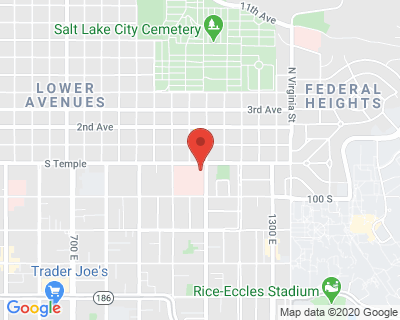 11th Ave
Salt Lake City Cemetery
LOWER
AVENUES
N Virginia St
FEDERAL
HEIGHTS
3rd Ave
2nd Ave
S Temple
100 S
700 E
1300 E
Trader Joe's
186
Rice-Eccles Stadium
Google
Map data ©2020 Google